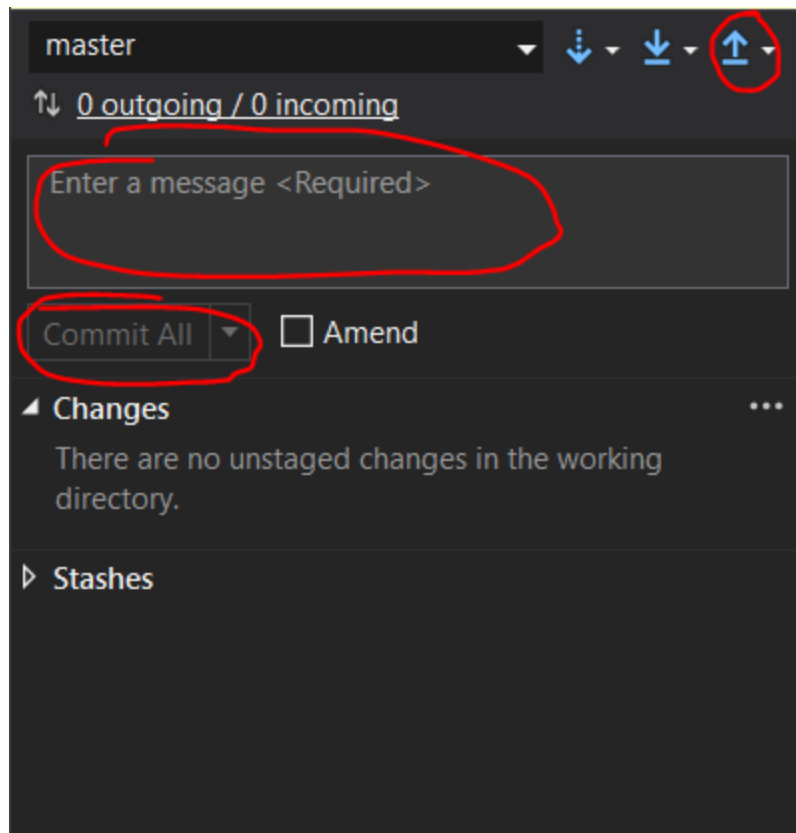 master
0 outgoing / 0 incoming
Enter a message <Required>
Commit All
Amend
Changes
There are no unstaged changes in the working
directory.
Stashes